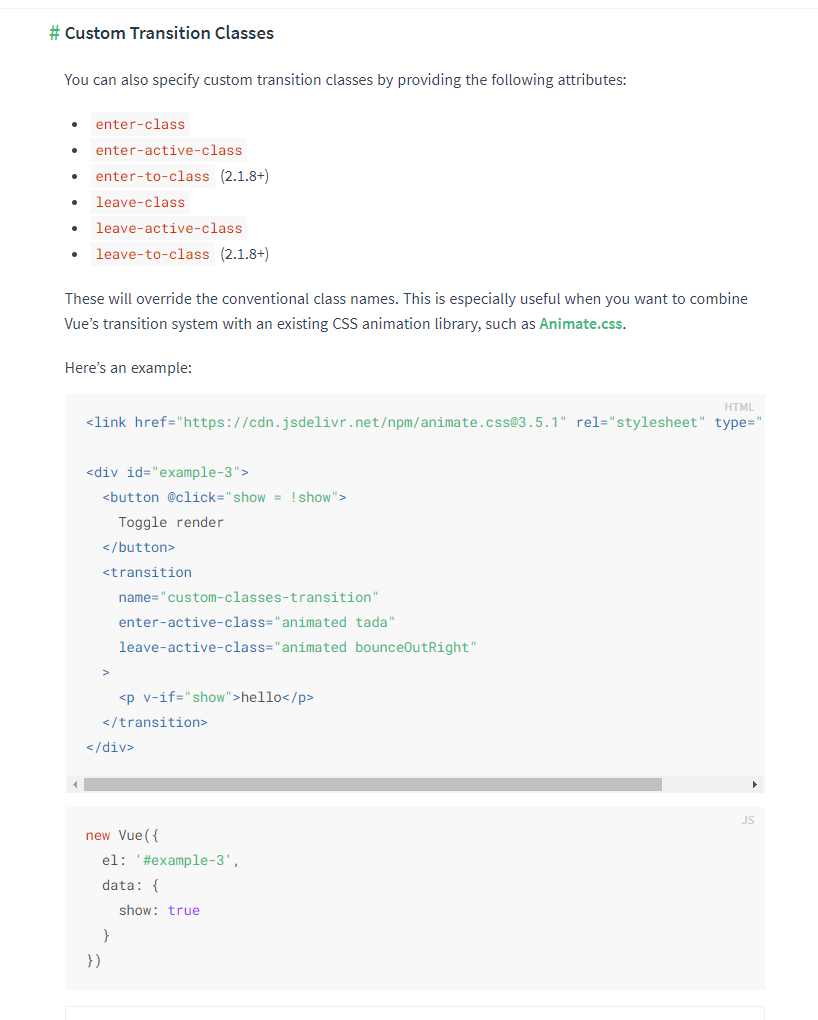 # Custom Transition Classes
You can also specify custom transition classes by providing the following attributes:
• enter-class
• enter-active-class
• enter-to-class (2.1.8+)
• leave-class
• leave-active-class
• leave-to-class (2.1.8+)
These will override the conventional class names. This is especially useful when you want to combine
Vue’s transition system with an existing CSS animation library, such as Animate.css.
Here’s an example:
HTML
<link href="https://cdn.jsdelivr.net/npm/animate.css@3.5.1" rel="stylesheet" type="
<div id="example-3">
  <button @click="show = !show">
    Toggle render
  </button>
  <transition
    name="custom-classes-transition"
    enter-active-class="animated tada"
    leave-active-class="animated bounceOutRight"
  >
    <p v-if="show">hello</p>
  </transition>
</div>
JS
new Vue({
  el: '#example-3',
  data: {
    show: true
  }
})